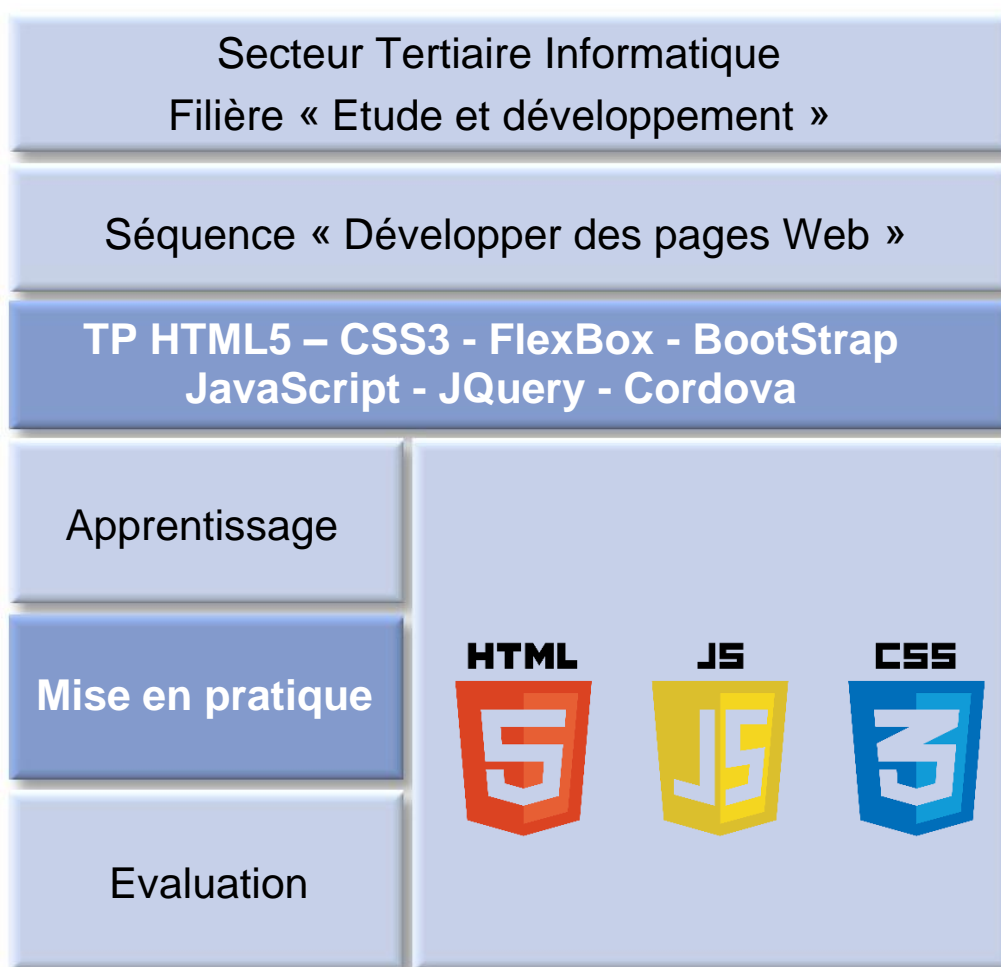 Secteur Tertiaire Informatique
Filière « Etude et développement »
Séquence « Développer des pages Web »
TP HTML5 – CSS3 - FlexBox - BootStrap
JavaScript - JQuery - Cordova
Apprentissage
Mise en pratique
Evaluation
HTML
5
JS
JS
CSS
3